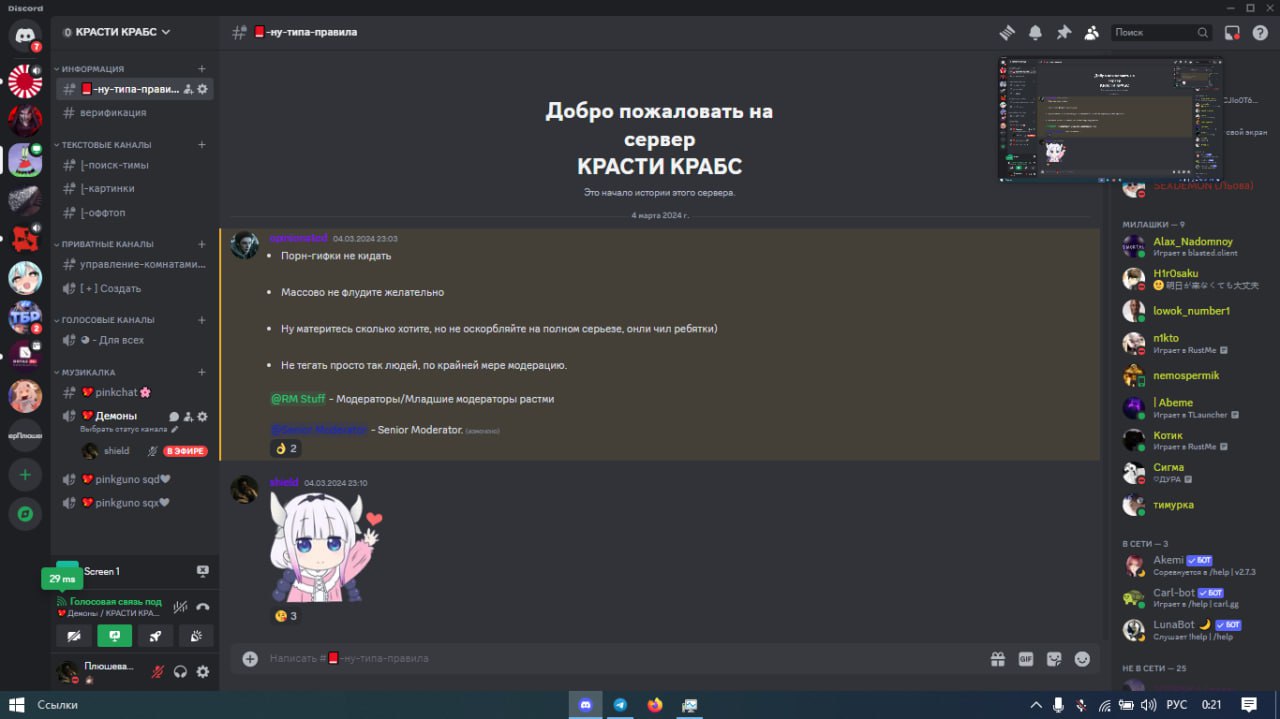 Discord
КРАСТИ КРАБС
-ну-типа-правила
Поиск
7
ИНФОРМАЦИЯ
-ну-типа-прави...
верификация
ТЕКСТОВЫЕ КАНАЛЫ
[-поиск-тимы
[-картинки
[-оффтоп
ПРИВАТНЫЕ КАНАЛЫ
управление-комнатами...
[ + ] Создать
ГОЛОСОВЫЕ КАНАЛЫ
- Для всех
ТБР
2
МУЗИКАЛКА
pinkchat
Демоны
Выбрать статус канала
shield
В ЭФИРЕ
pinkguno sqd
pinkguno sqx
ерПлюше
29 ms
Screen 1
Голосовая связь под
Демоны / КРАСТИ КРА...
Плюшева...
Добро пожаловать на
сервер
КРАСТИ КРАБС
Это начало истории этого сервера.
4 марта 2024 г.
04.03.2024 23:03
Порн-гифки не кидать
Массово не флудите желательно
Ну материтесь сколько хотите, но не оскорбляйте на полном серьезе, онли чил ребятки)
Не тегать просто так людей, по крайней мере модерацию.
@RM Stuff - Модераторы/Младшие модераторы растми
@Senior Moderator - Senior Moderator. (изменено)
2
shield 04.03.2024 23:10
3
Написать #-ну-типа-правила
GIF
свой экран
SEXDEMON (Львова)
МИЛАШКИ — 9
Alax_Nadomnoy
Играет в blasted.client
H1r0saku
明日が来なくても大丈夫
lowok_number1
n1kto
Играет в RustMe
nemospermik
| Abeme
Играет в TLauncher
Котик
Играет в RustMe
Сигма
♡ДУРА
тимурка
В СЕТИ — 3
Akemi БОТ
Соревнуется в /help | v2.7.3
Carl-bot БОТ
Играет в /help | carl.gg
LunaBot БОТ
Слушает !help | /help
НЕ В СЕТИ — 25
Ссылки
РУС
0:21